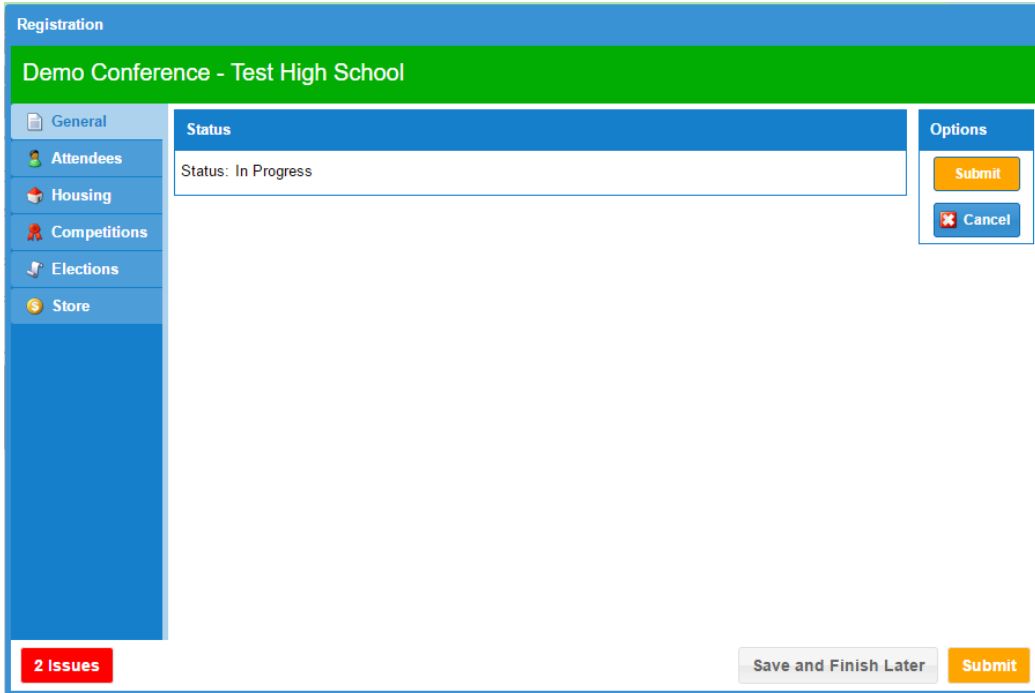 Registration
Demo Conference - Test High School
General
Attendees
Housing
Competitions
Elections
Store
Status
Status: In Progress
Options
Submit
Cancel
2 Issues
Save and Finish Later
Submit